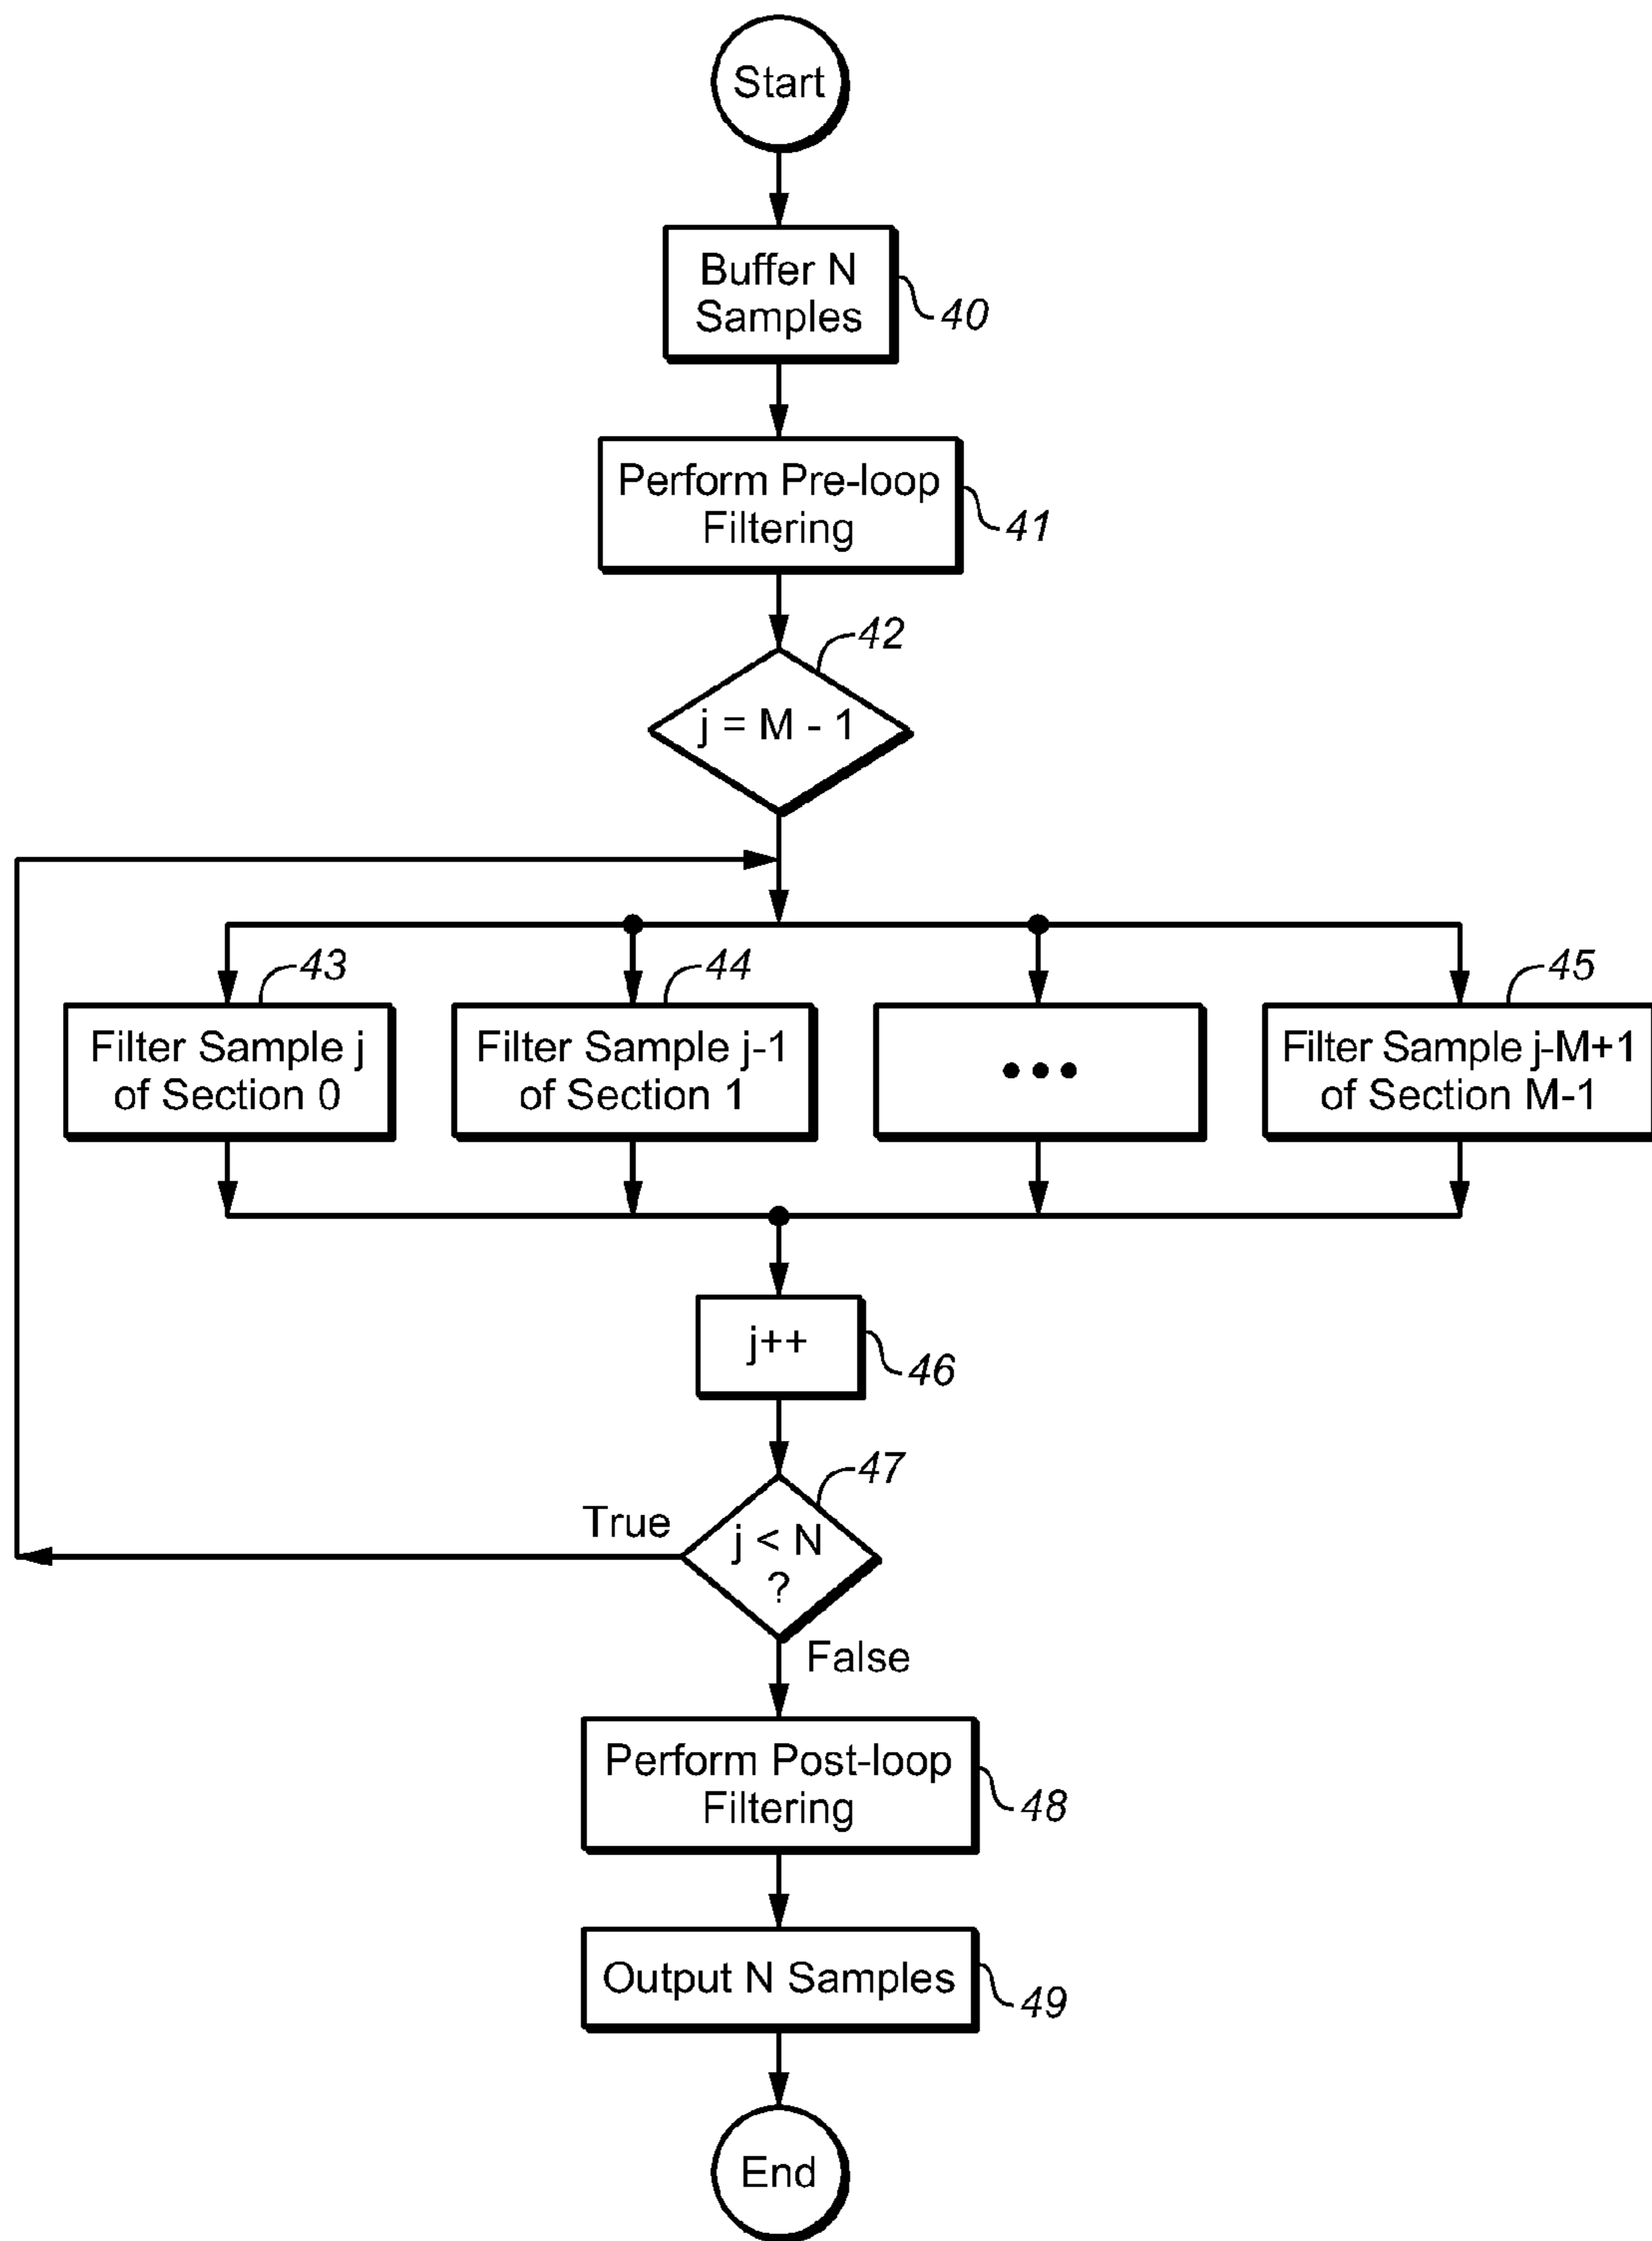 Start
Buffer N
Samples
40
Perform Pre-loop
Filtering
41
42
j = M - 1
43
44
45
Filter Sample j
of Section 0
Filter Sample j-1
of Section 1
•••
Filter Sample j-M+1
of Section M-1
j++
46
47
True
j < N
?
False
Perform Post-loop
Filtering
48
Output N Samples
49
End